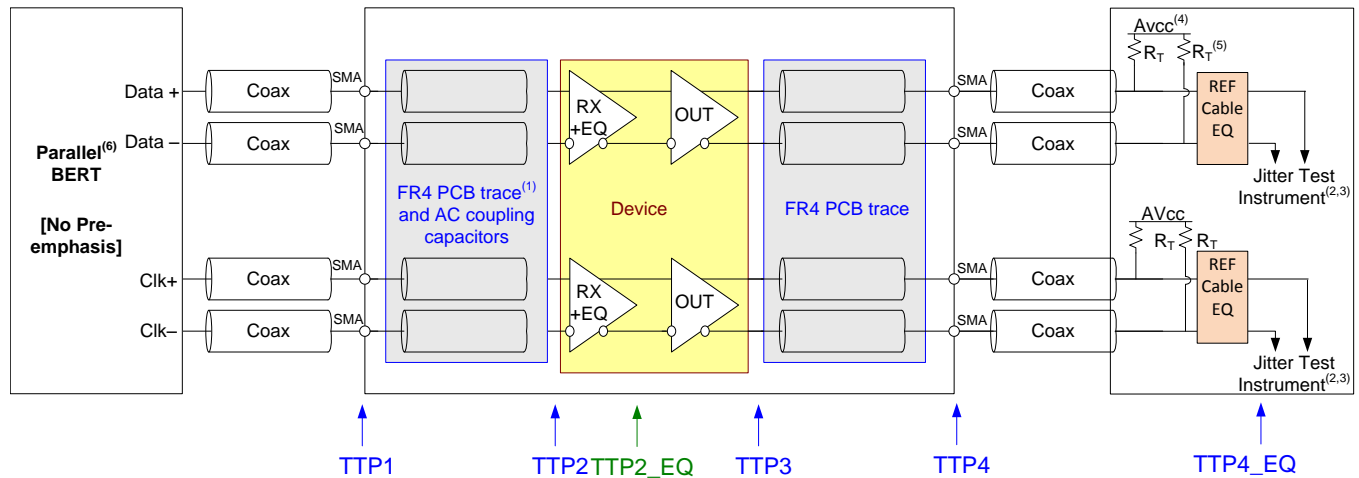 Parallel(6)
BERT
[No Pre-
emphasis]
Data +
Data −
Clk+
Clk−
Coax
Coax
Coax
Coax
SMA
SMA
SMA
SMA
FR4 PCB trace(1)
and AC coupling
capacitors
RX
+EQ
OUT
Device
RX
+EQ
OUT
FR4 PCB trace
SMA
SMA
SMA
SMA
Coax
Coax
Coax
Coax
Avcc(4)
RT
RT(5)
REF
Cable
EQ
Jitter Test
Instrument(2,3)
AVcc
RT
RT
REF
Cable
EQ
Jitter Test
Instrument(2,3)
TTP1
TTP2
TTP2_EQ
TTP3
TTP4
TTP4_EQ